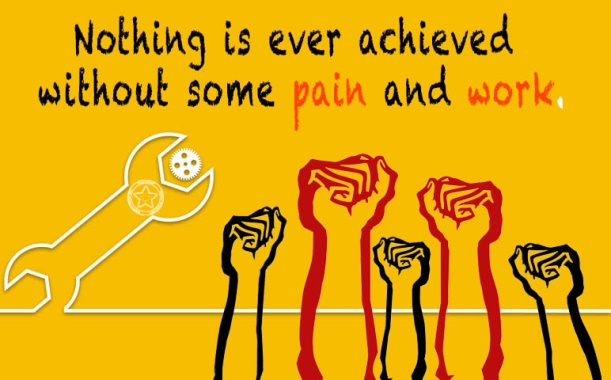 Nothing is ever achieved
without some pain and work.